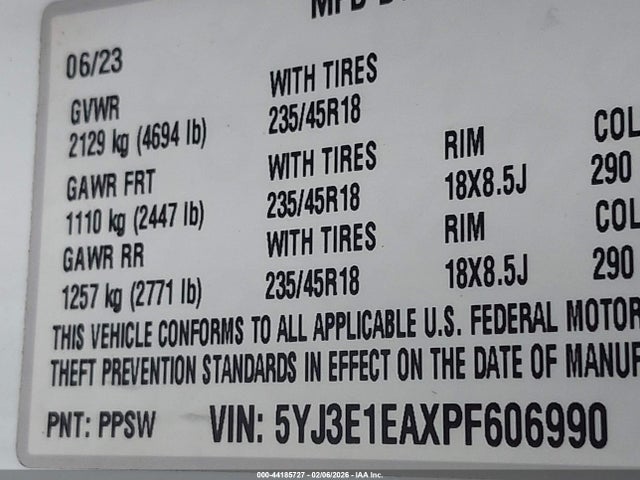 06/23
GVWR WITH TIRES
2129 kg (4694 lb) 235/45R18
GAWR FRT WITH TIRES RIM COL
1110 kg (2447 lb) 235/45R18 18X8.5J 290
GAWR RR WITH TIRES RIM COL
1257 kg (2771 lb) 235/45R18 18X8.5J 290
THIS VEHICLE CONFORMS TO ALL APPLICABLE U.S. FEDERAL MOTOR
THEFT PREVENTION STANDARDS IN EFFECT ON THE DATE OF MANUF
PNT: PPSW VIN: 5YJ3E1EAXPF606990
000-44185727 - 02/06/2026 - IAA Inc.